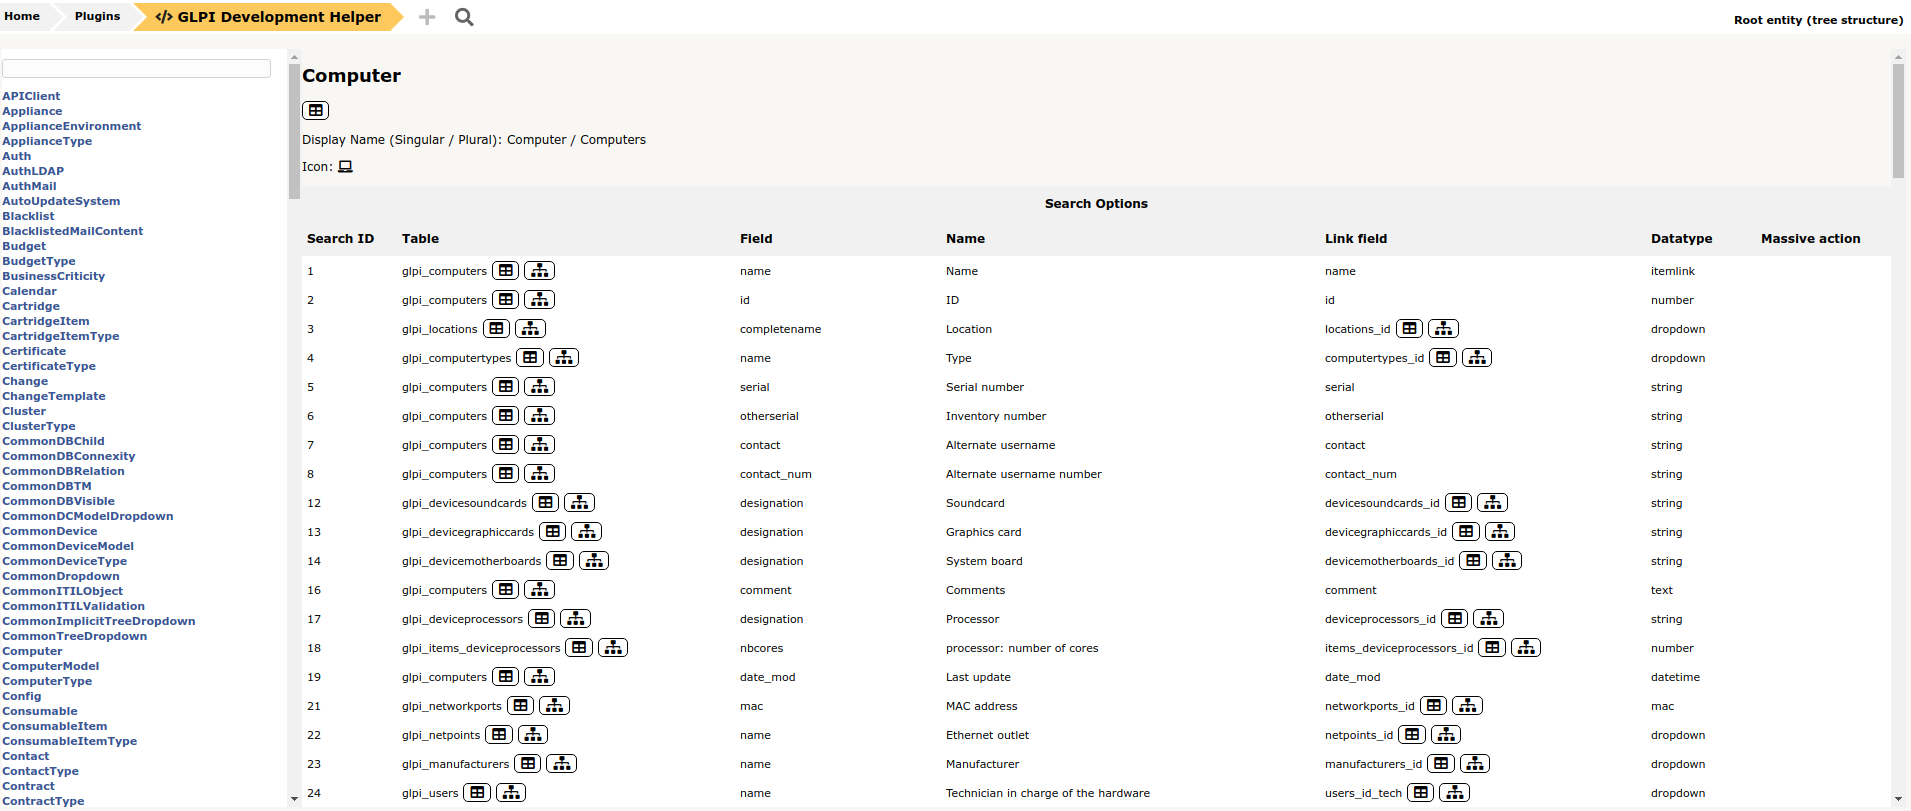 Home Plugins </> GLPI Development Helper
Root entity (tree structure)
APIClient
Appliance
ApplianceEnvironment
ApplianceType
Auth
AuthLDAP
AuthMail
AutoUpdateSystem
Blacklist
BlacklistedMailContent
Budget
BudgetType
BusinessCriticity
Calendar
Cartridge
CartridgeItem
CartridgeItemType
Certificate
CertificateType
Change
ChangeTemplate
Cluster
ClusterType
CommonDBChild
CommonDBConnexity
CommonDBRelation
CommonDBTM
CommonDBVisible
CommonDCModelDropdown
CommonDevice
CommonDeviceModel
CommonDeviceType
CommonDropdown
CommonITILObject
CommonITILValidation
CommonImplicitTreeDropdown
CommonTreeDropdown
Computer
ComputerModel
ComputerType
Config
Consumable
ConsumableItem
ConsumableItemType
Contact
ContactType
Contract
ContractType
Computer
Display Name (Singular / Plural): Computer / Computers
Icon:
Search Options
Search ID Table Field Name Link field Datatype Massive action
1 glpi_computers name Name name itemlink
2 glpi_computers id ID id number
3 glpi_locations completename Location locations_id dropdown
4 glpi_computertypes name Type computertypes_id dropdown
5 glpi_computers serial Serial number serial string
6 glpi_computers otherserial Inventory number otherserial string
7 glpi_computers contact Alternate username contact string
8 glpi_computers contact_num Alternate username number contact_num string
12 glpi_devicesoundcards designation Soundcard devicesoundcards_id string
13 glpi_devicegraphiccards designation Graphics card devicegraphiccards_id string
14 glpi_devicemotherboards designation System board devicemotherboards_id string
16 glpi_computers comment Comments comment text
17 glpi_deviceprocessors designation Processor deviceprocessors_id string
18 glpi_items_deviceprocessors nbcores processor: number of cores items_deviceprocessors_id number
19 glpi_computers date_mod Last update date_mod datetime
21 glpi_networkports mac MAC address networkports_id mac
22 glpi_netpoints name Ethernet outlet netpoints_id dropdown
23 glpi_manufacturers name Manufacturer manufacturers_id dropdown
24 glpi_users name Technician in charge of the hardware users_id_tech dropdown